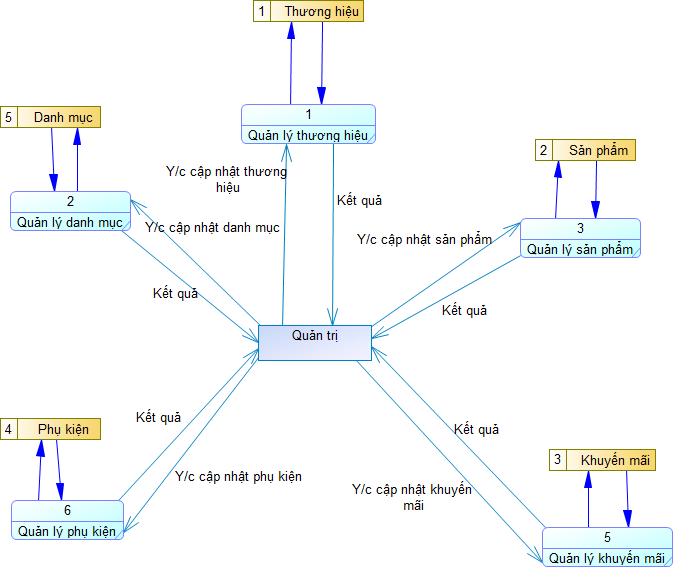 1 Thương hiệu
1
Quản lý thương hiệu
5 Danh mục
2
Quản lý danh mục
2 Sản phẩm
3
Quản lý sản phẩm
Y/c cập nhật thương
hiệu
Kết quả
Y/c cập nhật danh mục
Y/c cập nhật sản phẩm
Kết quả
Kết quả
Quản trị
Kết quả
Kết quả
4 Phụ kiện
6
Quản lý phụ kiện
Y/c cập nhật phụ kiện
Y/c cập nhật khuyến
mãi
3 Khuyến mãi
5
Quản lý khuyến mãi